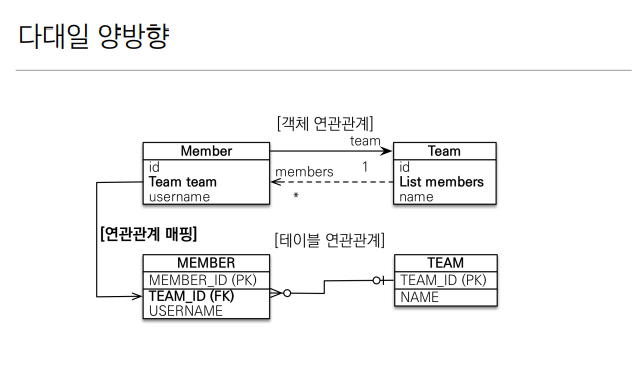 다대일 양방향
[객체 연관관계]
team
Member
Team
id
Team team
username
members
1
*
id
List members
name
[연관관계 매핑]
[테이블 연관관계]
MEMBER
MEMBER_ID (PK)
TEAM_ID (FK)
USERNAME
TEAM
TEAM_ID (PK)
NAME